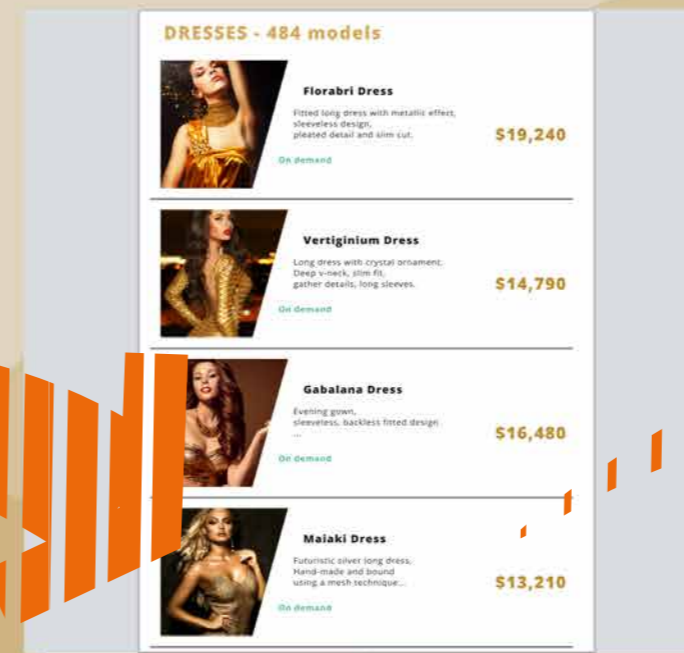 DRESSES - 484 models
Florabri Dress
Fitted long dress with metallic effect,
sleeveless design,
pleated detail and slim cut.
$19,240
On demand
Vertiginium Dress
Long dress with crystal ornament.
Deep v-neck, slim fit,
gather details, long sleeves.
$14,790
On demand
Gabalana Dress
Evening gown,
sleeveless, backless fitted design
...
$16,480
On demand
Maiaki Dress
Futuristic silver long dress,
Hand-made and bound
using a mesh technique...
$13,210
On demand